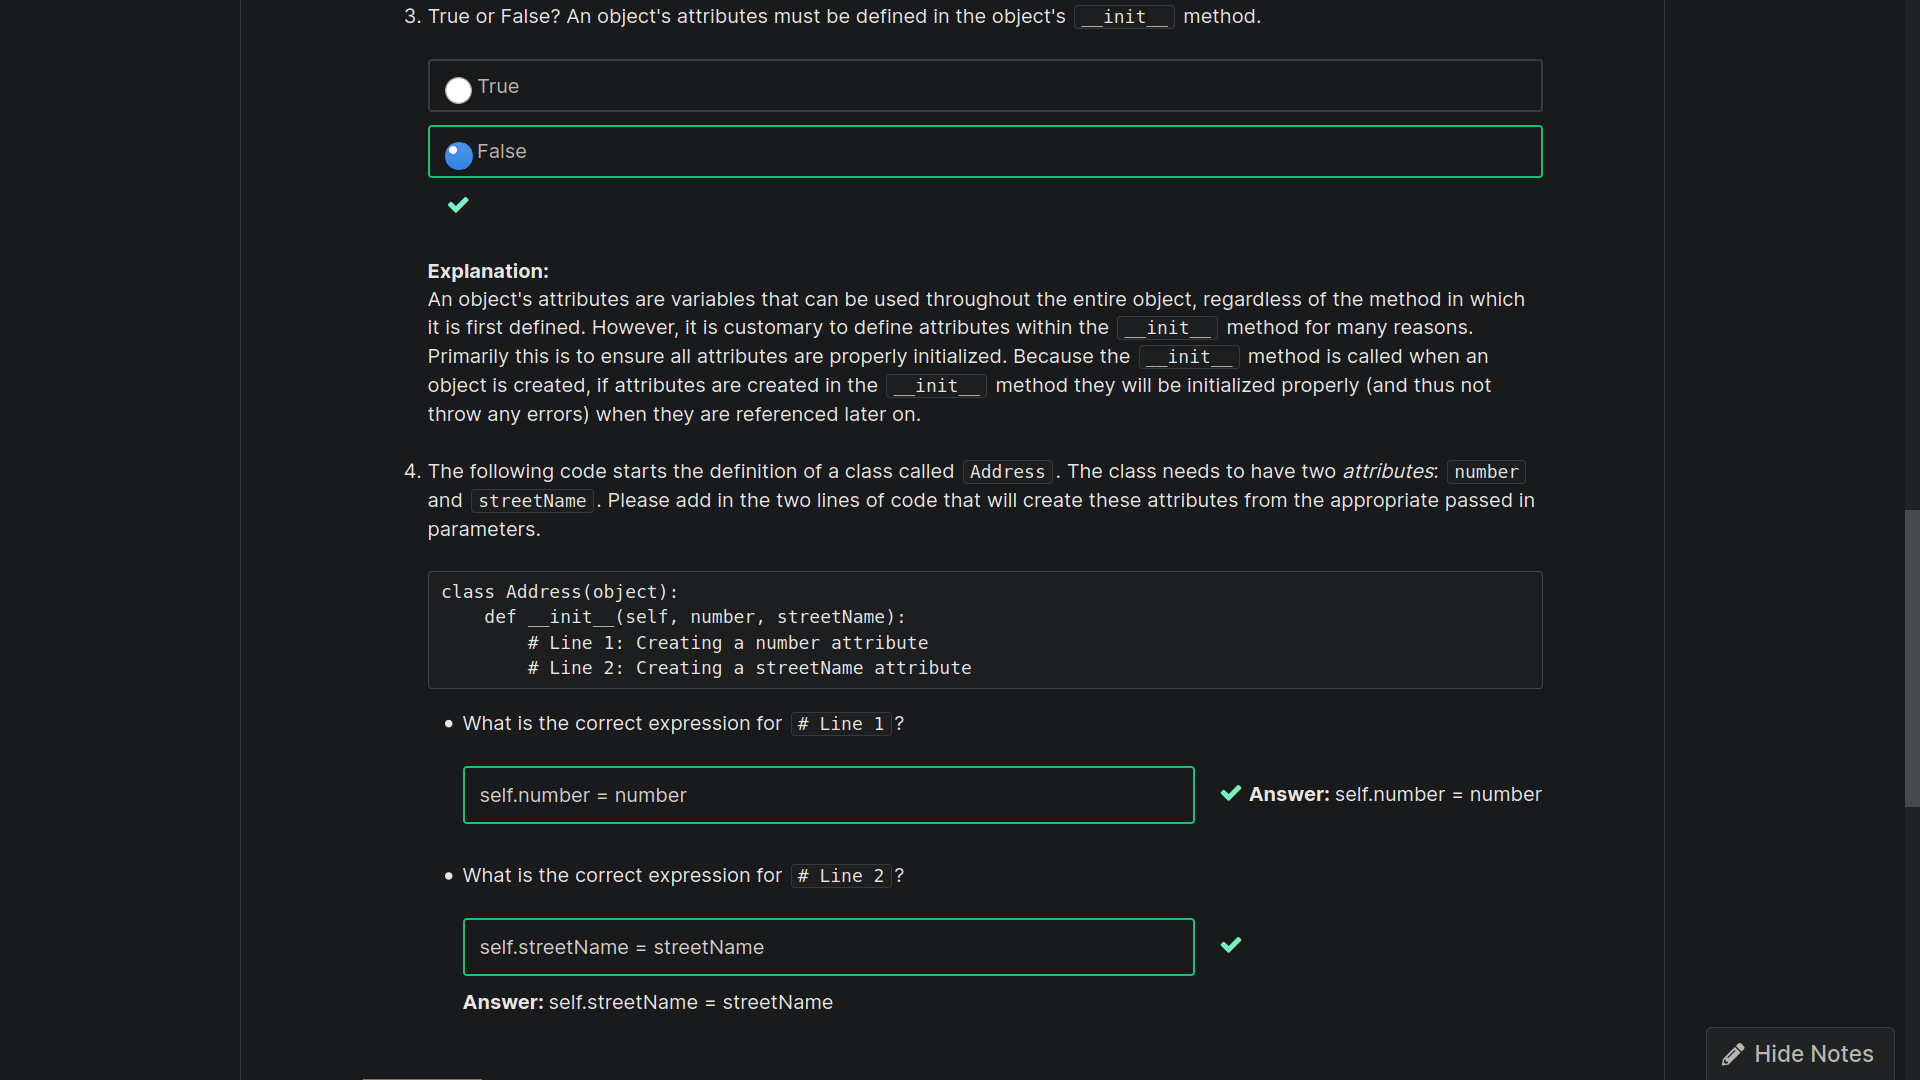 3. True or False? An object's attributes must be defined in the object's __init__ method.
True
False
Explanation:
An object's attributes are variables that can be used throughout the entire object, regardless of the method in which
it is first defined. However, it is customary to define attributes within the __init__ method for many reasons.
Primarily this is to ensure all attributes are properly initialized. Because the __init__ method is called when an
object is created, if attributes are created in the __init__ method they will be initialized properly (and thus not
throw any errors) when they are referenced later on.
4. The following code starts the definition of a class called Address. The class needs to have two attributes: number
and streetName. Please add in the two lines of code that will create these attributes from the appropriate passed in
parameters.
class Address(object):
    def __init__(self, number, streetName):
        # Line 1: Creating a number attribute
        # Line 2: Creating a streetName attribute
• What is the correct expression for # Line 1?
self.number = number
Answer: self.number = number
• What is the correct expression for # Line 2?
self.streetName = streetName
Answer: self.streetName = streetName
Hide Notes